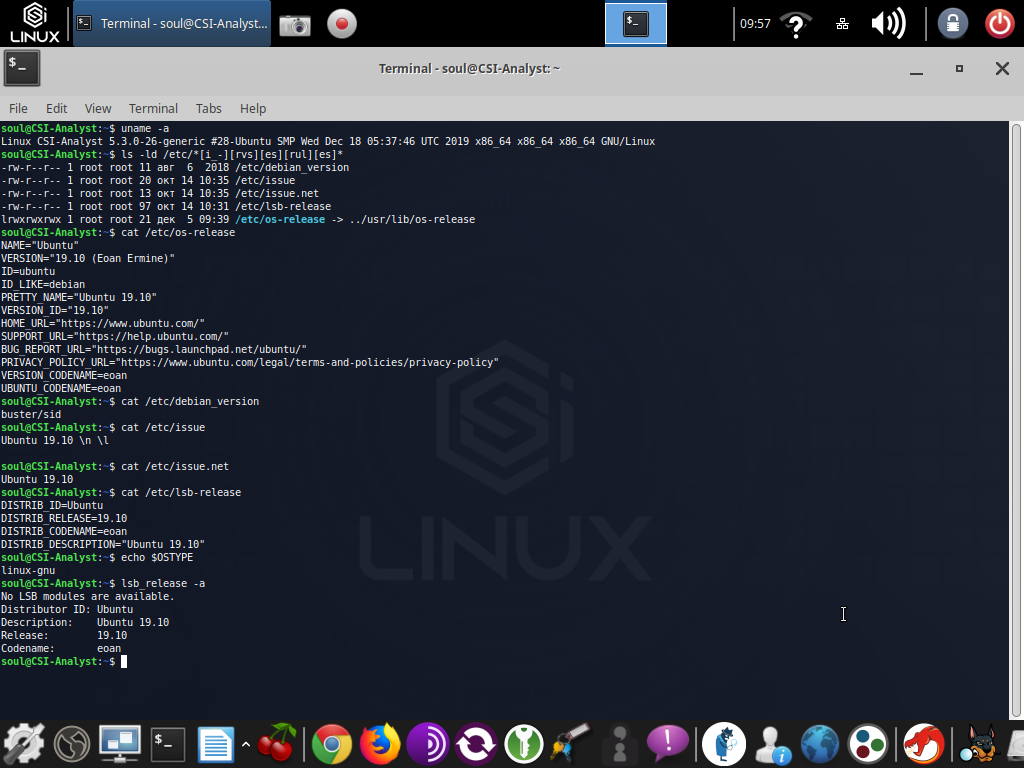 LINUX
Terminal - soul@CSI-Analyst...
09:57
Terminal - soul@CSI-Analyst: ~
File Edit View Terminal Tabs Help
soul@CSI-Analyst:~$ uname -a
Linux CSI-Analyst 5.3.0-26-generic #28-Ubuntu SMP Wed Dec 18 05:37:46 UTC 2019 x86_64 x86_64 x86_64 GNU/Linux
soul@CSI-Analyst:~$ ls -ld /etc/*[i_-][rvs][es][rul][es]*
-rw-r--r-- 1 root root 11 авг  6  2018 /etc/debian_version
-rw-r--r-- 1 root root 20 окт 14 10:35 /etc/issue
-rw-r--r-- 1 root root 13 окт 14 10:35 /etc/issue.net
-rw-r--r-- 1 root root 97 окт 14 10:31 /etc/lsb-release
lrwxrwxrwx 1 root root 21 дек  5 09:39 /etc/os-release -> ../usr/lib/os-release
soul@CSI-Analyst:~$ cat /etc/os-release
NAME="Ubuntu"
VERSION="19.10 (Eoan Ermine)"
ID=ubuntu
ID_LIKE=debian
PRETTY_NAME="Ubuntu 19.10"
VERSION_ID="19.10"
HOME_URL="https://www.ubuntu.com/"
SUPPORT_URL="https://help.ubuntu.com/"
BUG_REPORT_URL="https://bugs.launchpad.net/ubuntu/"
PRIVACY_POLICY_URL="https://www.ubuntu.com/legal/terms-and-policies/privacy-policy"
VERSION_CODENAME=eoan
UBUNTU_CODENAME=eoan
soul@CSI-Analyst:~$ cat /etc/debian_version
buster/sid
soul@CSI-Analyst:~$ cat /etc/issue
Ubuntu 19.10 \n \l
soul@CSI-Analyst:~$ cat /etc/issue.net
Ubuntu 19.10
soul@CSI-Analyst:~$ cat /etc/lsb-release
DISTRIB_ID=Ubuntu
DISTRIB_RELEASE=19.10
DISTRIB_CODENAME=eoan
DISTRIB_DESCRIPTION="Ubuntu 19.10"
soul@CSI-Analyst:~$ echo $OSTYPE
linux-gnu
soul@CSI-Analyst:~$ lsb_release -a
No LSB modules are available.
Distributor ID: Ubuntu
Description:    Ubuntu 19.10
Release:        19.10
Codename:       eoan
soul@CSI-Analyst:~$
LINUX